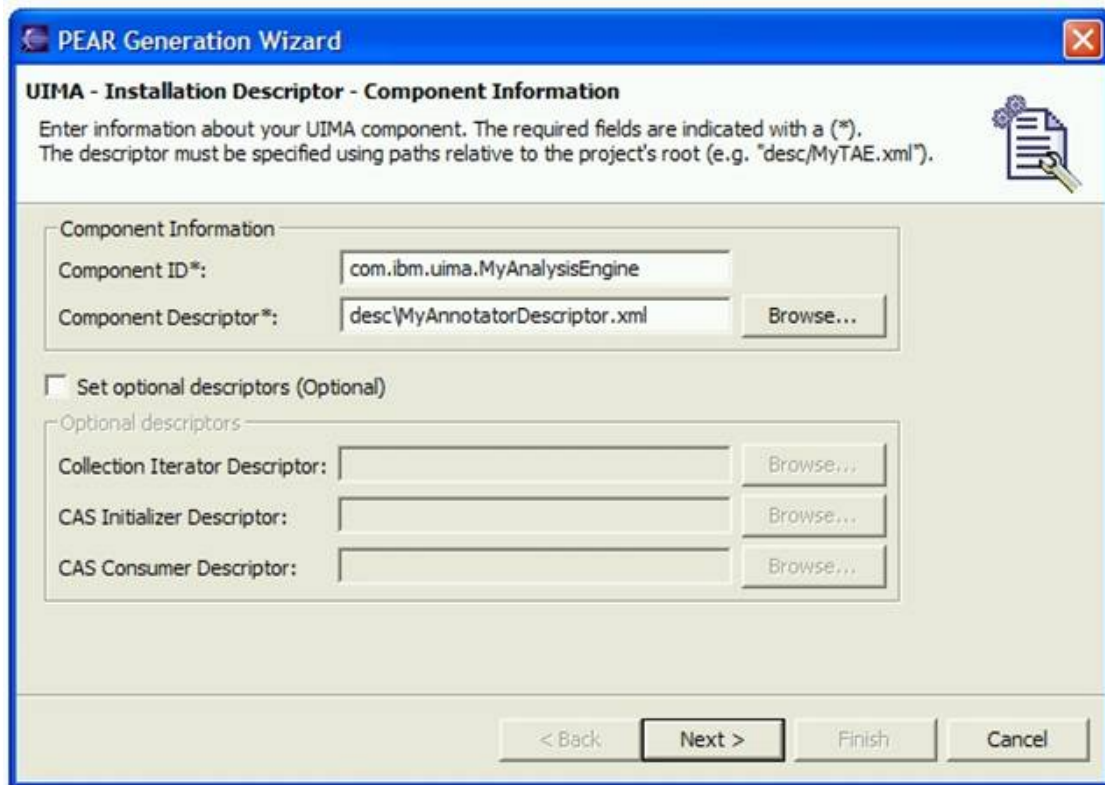 PEAR Generation Wizard
UIMA - Installation Descriptor - Component Information
Enter information about your UIMA component. The required fields are indicated with a (*).
The descriptor must be specified using paths relative to the project's root (e.g. "desc/MyTAE.xml").
Component Information
Component ID*: com.ibm.uima.MyAnalysisEngine
Component Descriptor*: desc\MyAnnotatorDescriptor.xml Browse...
Set optional descriptors (Optional)
Optional descriptors
Collection Iterator Descriptor: Browse...
CAS Initializer Descriptor: Browse...
CAS Consumer Descriptor: Browse...
< Back Next > Finish Cancel